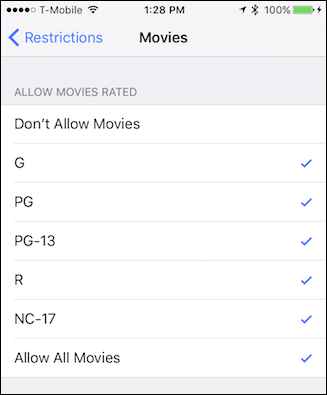 T-Mobile 1:28 PM 100%
Restrictions Movies
ALLOW MOVIES RATED
Don't Allow Movies
G
PG
PG-13
R
NC-17
Allow All Movies